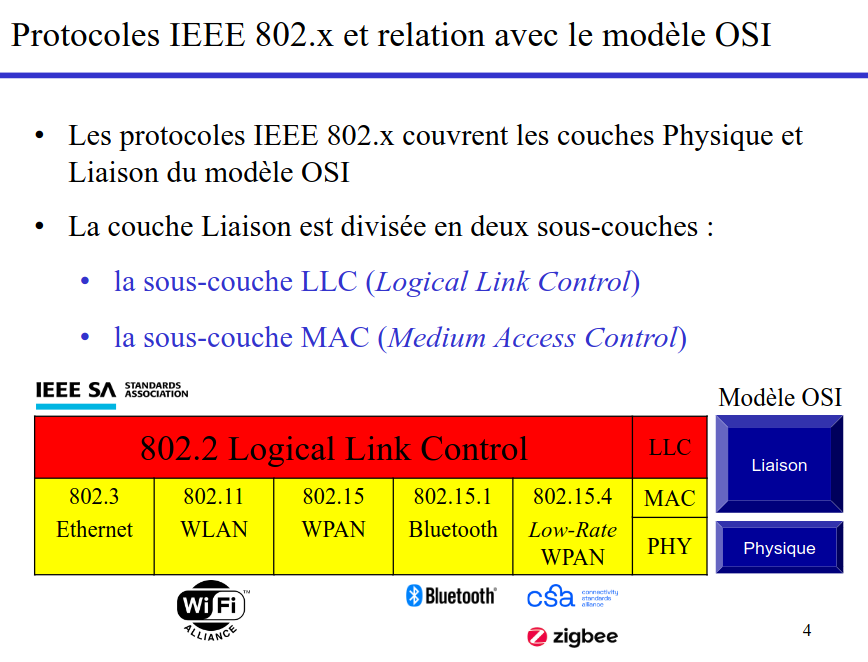 Protocoles IEEE 802.x et relation avec le modèle OSI
• Les protocoles IEEE 802.x couvrent les couches Physique et
Liaison du modèle OSI
• La couche Liaison est divisée en deux sous-couches :
• la sous-couche LLC (Logical Link Control)
• la sous-couche MAC (Medium Access Control)
IEEE SA STANDARDS
ASSOCIATION
Modèle OSI
802.2 Logical Link Control
LLC
Liaison
802.3
Ethernet
802.11
WLAN
802.15
WPAN
802.15.1
Bluetooth
802.15.4
Low-Rate
WPAN
MAC
PHY
Physique
Wi Fi™
ALLIANCE
Bluetooth®
csa connectivity
standards
alliance
zigbee
4